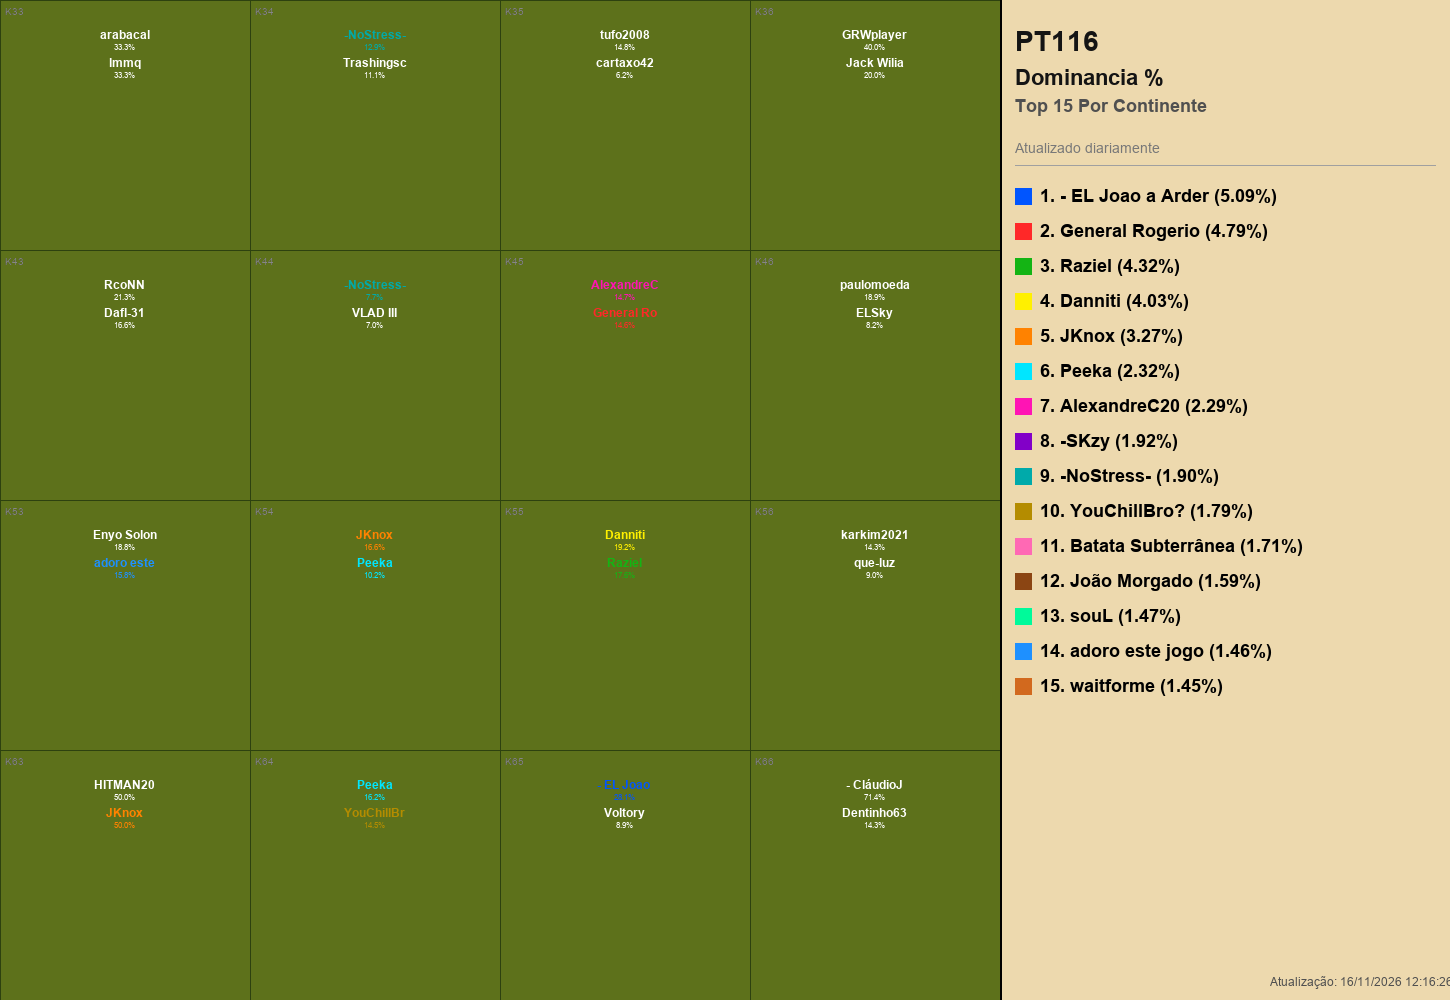 K33
arabacal
33.3%
lmmq
33.3%
K34
-NoStress-
Trashingsc
11.1%
K35
tufo2008
14.8%
cartaxo42
6.2%
K36
GRWplayer
40.0%
Jack Wilia
20.0%
K43
RcoNN
21.3%
Dafl-31
16.6%
K44
-NoStress-
7.7%
VLAD III
7.0%
K45
AlexandreC
General Ro
K46
paulomoeda
18.9%
ELSky
8.2%
K53
Enyo Solon
18.8%
adoro este
K54
JKnox
16.6%
Peeka
10.2%
K55
Danniti
19.2%
Raziel
K56
karkim2021
14.3%
que-luz
9.0%
K63
HITMAN20
50.0%
JKnox
50.0%
K64
Peeka
16.2%
YouChillBr
14.5%
K65
- EL Joao
Voltory
8.9%
K66
- CláudioJ
71.4%
Dentinho63
14.3%
PT116
Dominancia %
Top 15 Por Continente
Atualizado diariamente
1. - EL Joao a Arder (5.09%)
2. General Rogerio (4.79%)
3. Raziel (4.32%)
4. Danniti (4.03%)
5. JKnox (3.27%)
6. Peeka (2.32%)
7. AlexandreC20 (2.29%)
8. -SKzy (1.92%)
9. -NoStress- (1.90%)
10. YouChillBro? (1.79%)
11. Batata Subterrânea (1.71%)
12. João Morgado (1.59%)
13. souL (1.47%)
14. adoro este jogo (1.46%)
15. waitforme (1.45%)
Atualização: 16/11/2026 12:16:26